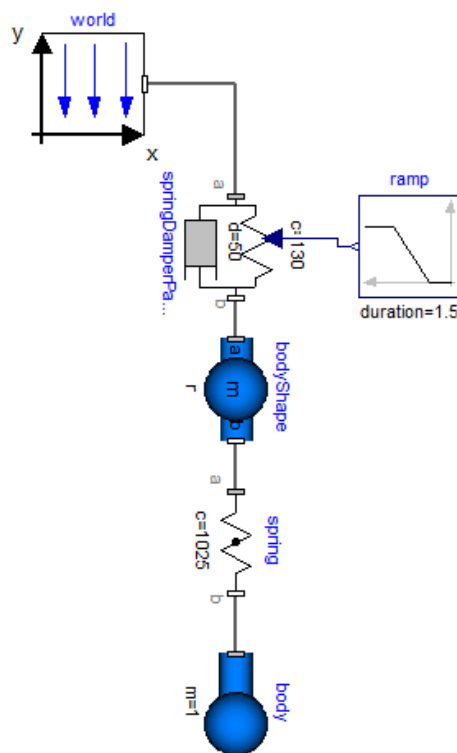 world
y
x
a
springDamperPa...
d=50
c=130
ramp
duration=1.5
b
a
m
r
b
bodyShape
a
spring
c=1025
b
m=1
body